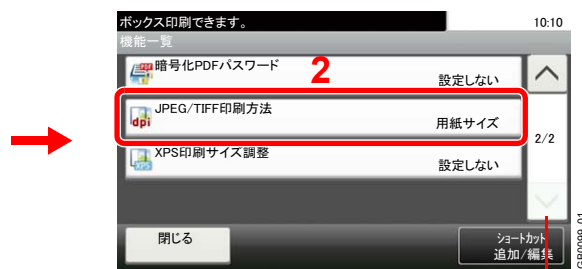 ボックス印刷できます。
10:10
機能一覧
暗号化PDFパスワード
2
設定しない
JPEG/TIFF印刷方法
用紙サイズ
2/2
XPS印刷サイズ調整
設定しない
閉じる
ショートカット
追加/編集
GB0099_01